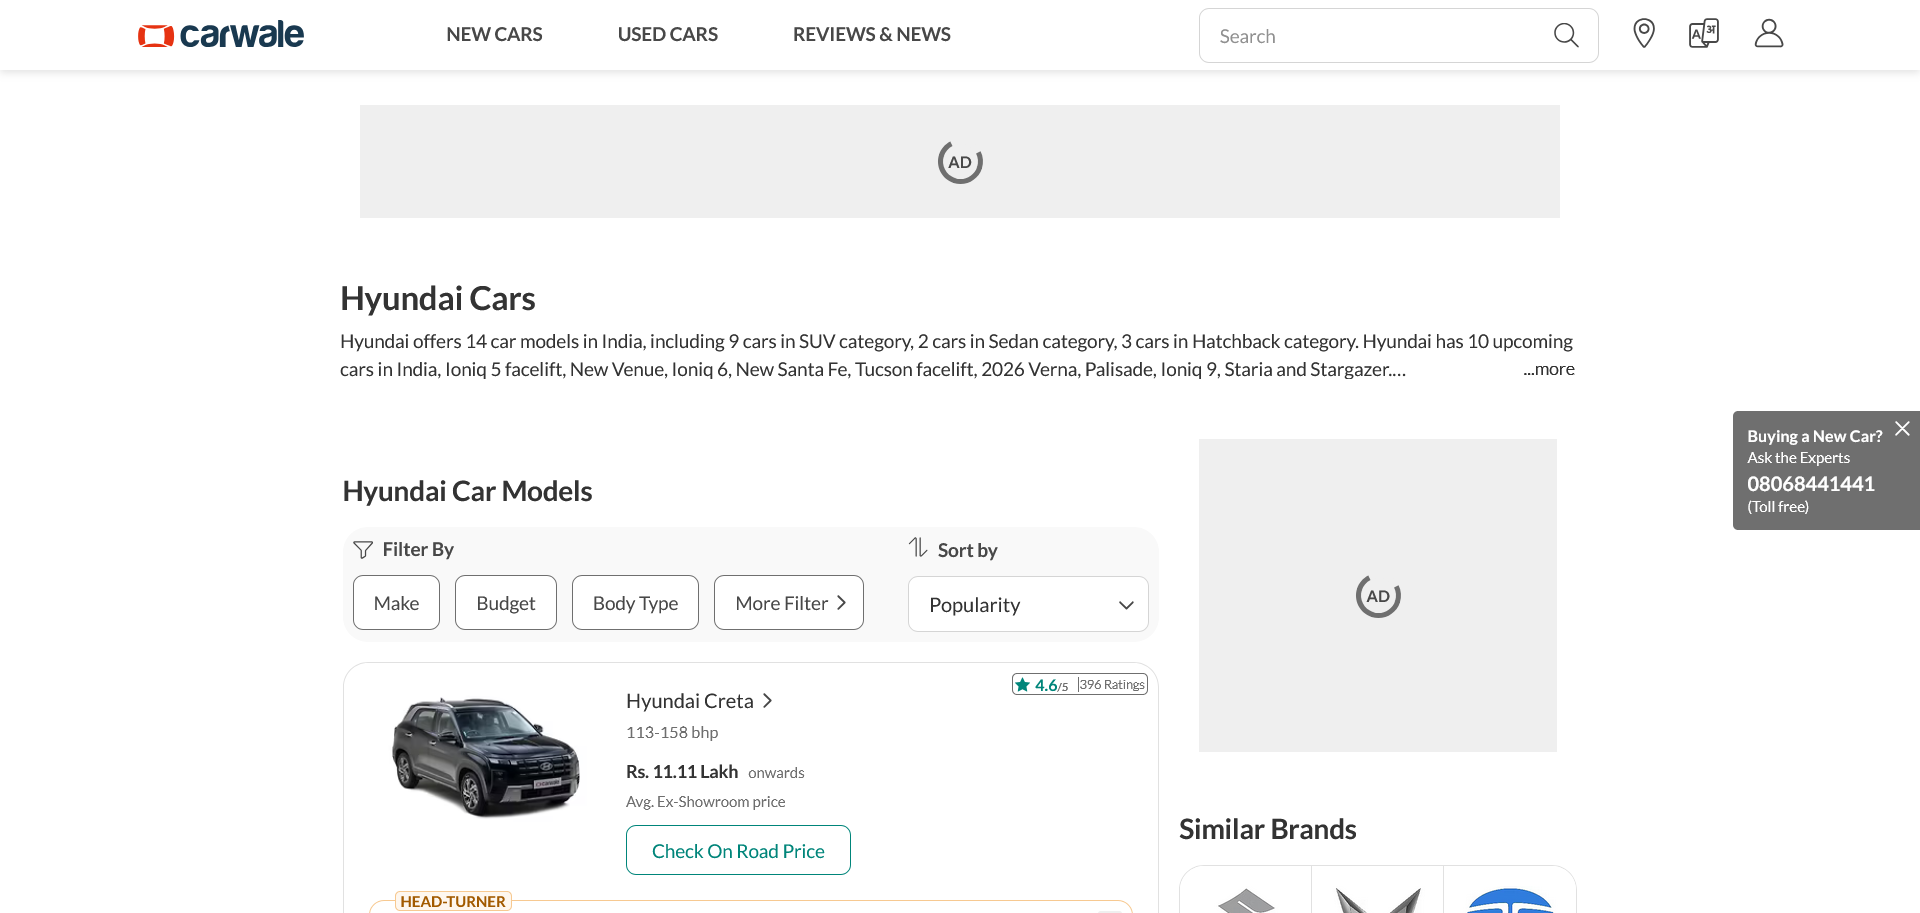 carwale
NEW CARS
USED CARS
REVIEWS & NEWS
Search
A अ
AD
Hyundai Cars
Hyundai offers 14 car models in India, including 9 cars in SUV category, 2 cars in Sedan category, 3 cars in Hatchback category. Hyundai has 10 upcoming
cars in India, Ioniq 5 facelift, New Venue, Ioniq 6, New Santa Fe, Tucson facelift, 2026 Verna, Palisade, Ioniq 9, Staria and Stargazer.... ...more
Buying a New Car?
Ask the Experts
08068441441
(Toll free)
Hyundai Car Models
Filter By
Sort by
Make
Budget
Body Type
More Filter
Popularity
AD
4.6/5 |396 Ratings
Hyundai Creta
113-158 bhp
Rs. 11.11 Lakh onwards
Avg. Ex-Showroom price
Check On Road Price
HEAD-TURNER
Similar Brands